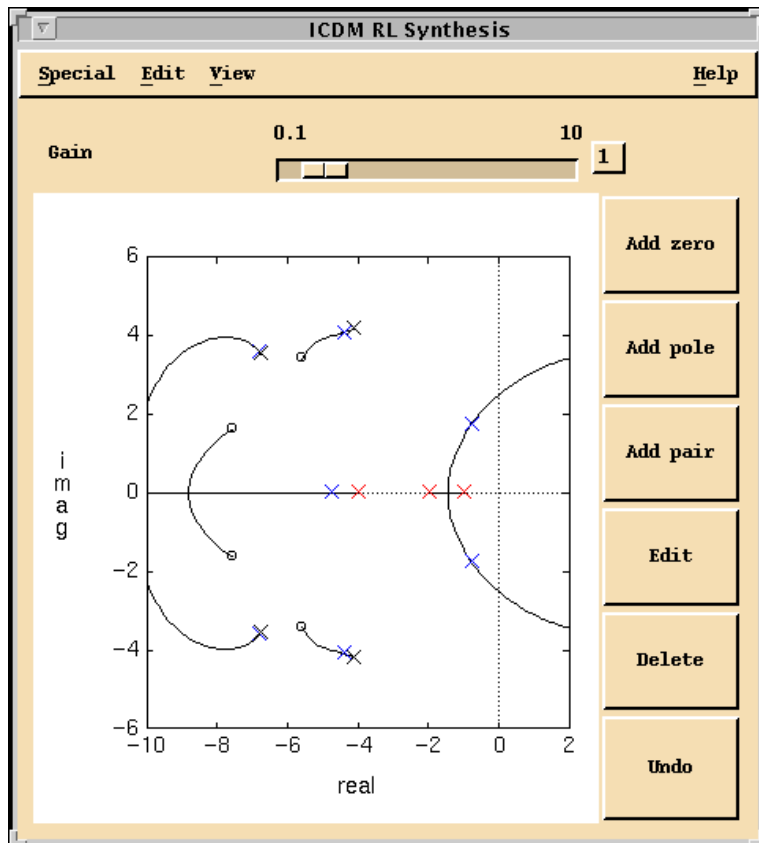 ICDM RL Synthesis
Special Edit View Help
0.1 10
Gain 1
Add zero
Add pole
Add pair
Edit
Delete
Undo
6
4
2
0
-2
-4
-6
imag
-10 -8 -6 -4 -2 0 2
real